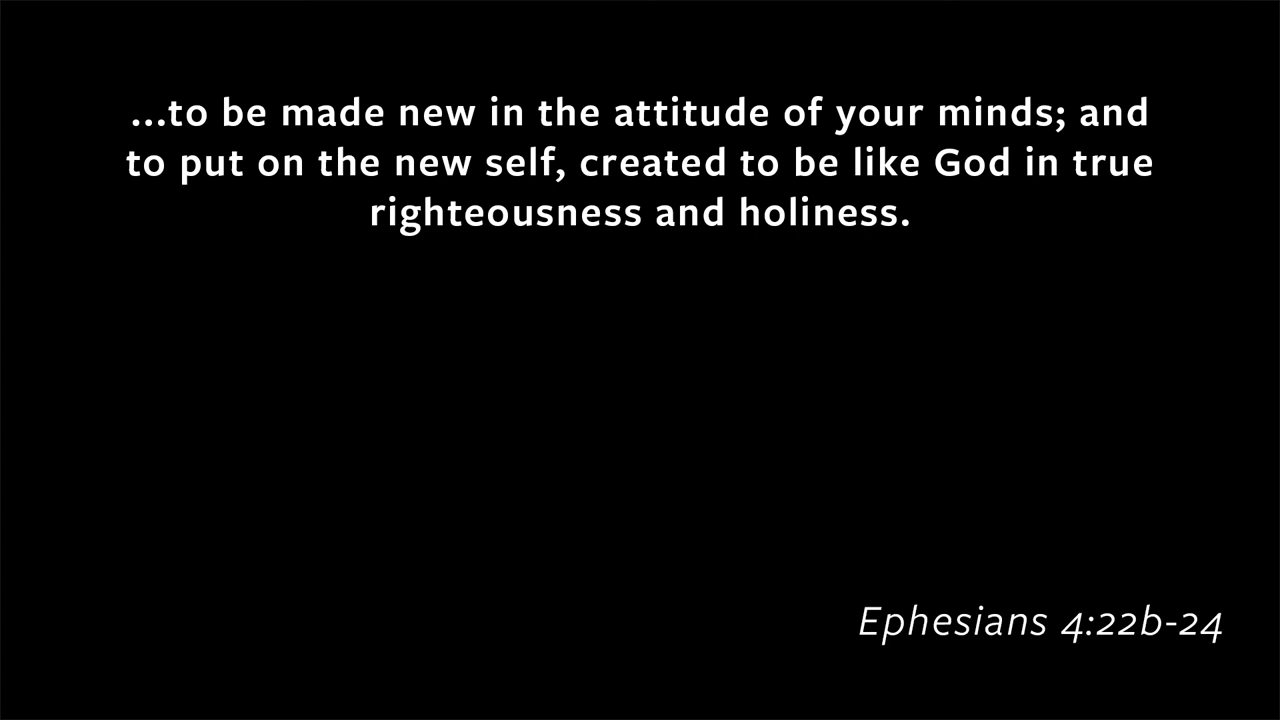 ...to be made new in the attitude of your minds; and
to put on the new self, created to be like God in true
righteousness and holiness.
Ephesians 4:22b-24